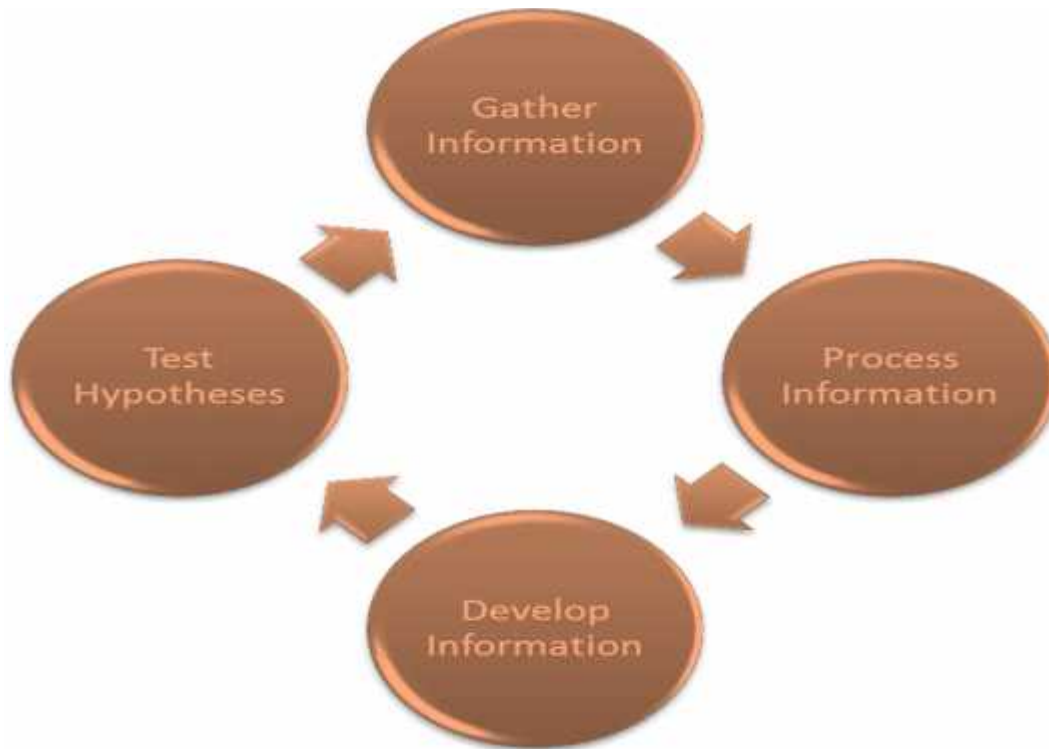 Gather
Information
Process
Information
Develop
Information
Test
Hypotheses